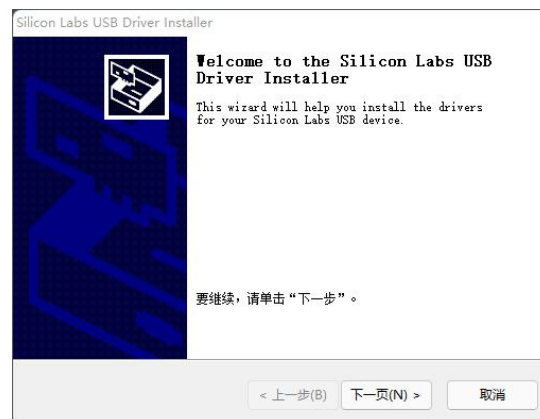 Silicon Labs USB Driver Installer
Welcome to the Silicon Labs USB
Driver Installer
This wizard will help you install the drivers
for your Silicon Labs USB device.
要继续，请单击“下一步”。
< 上一步(B)
下一页(N) >
取消